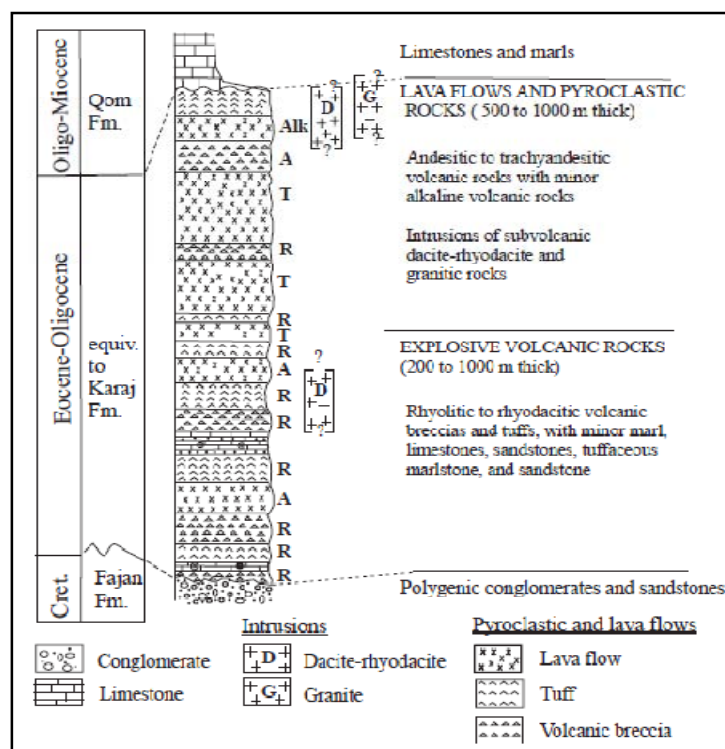 Oligo-Miocene
Qom
Fm.
Eocene-Oligocene
equiv.
to
Karaj
Fm.
Cret.
Fajan
Fm.
Alk
A
T
R
T
R
T
R
A
R
R
R
A
R
R
R
?
D
?
?
G
?
?
D
?
Limestones and marls
LAVA FLOWS AND PYROCLASTIC
ROCKS ( 500 to 1000 m thick)
Andesitic to trachyandesitic
volcanic rocks with minor
alkaline volcanic rocks
Intrusions of subvolcanic
dacite-rhyodacite and
granitic rocks
EXPLOSIVE VOLCANIC ROCKS
(200 to 1000 m thick)
Rhyolitic to rhyodacitic volcanic
breccias and tuffs, with minor marl,
limestones, sandstones, tuffaceous
marlstone, and sandstone
Polygenic conglomerates and sandstones
Conglomerate
Limestone
Intrusions
D Dacite-rhyodacite
G Granite
Pyroclastic and lava flows
Lava flow
Tuff
Volcanic breccia